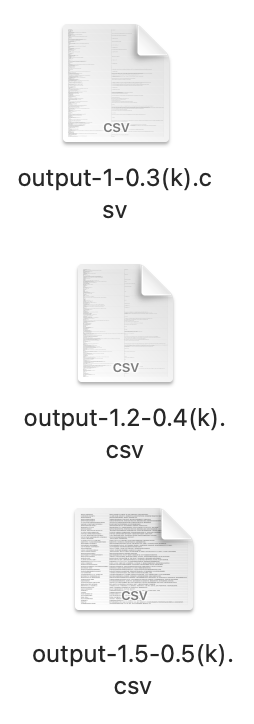 CSV
output-1-0.3(k).c
sv
CSV
output-1.2-0.4(k).
csv
CSV
output-1.5-0.5(k).
csv